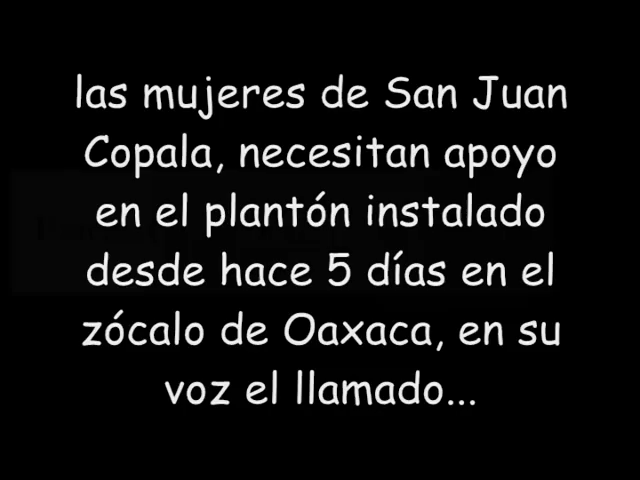 las mujeres de San Juan
Copala, necesitan apoyo
en el plantón instalado
desde hace 5 días en el
zócalo de Oaxaca, en su
voz el llamado...